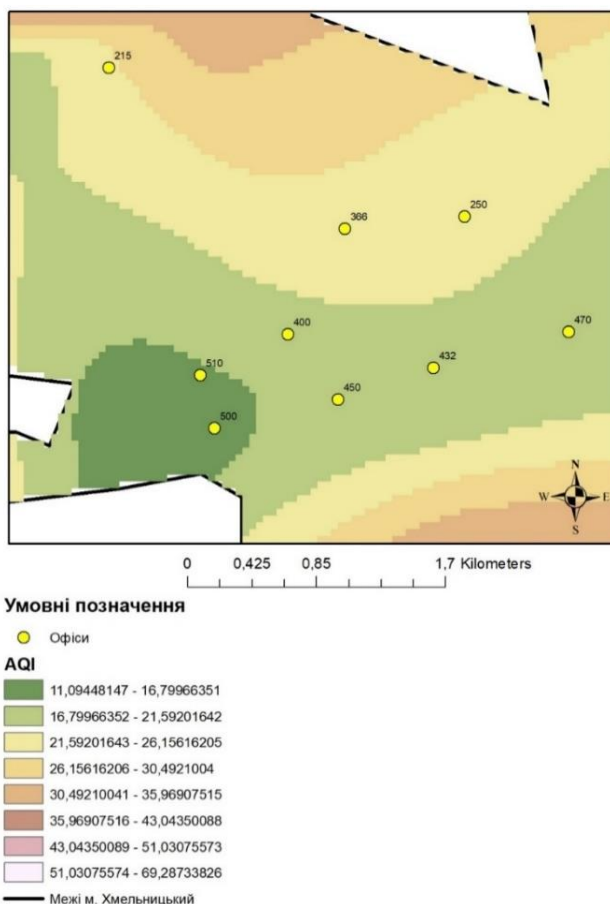 215
366
250
400
470
510
432
450
500
N
W E
S
0 0,425 0,85 1,7 Kilometers
Умовні позначення
Офіси
AQI
11,09448147 - 16,79966351
16,79966352 - 21,59201642
21,59201643 - 26,15616205
26,15616206 - 30,4921004
30,49210041 - 35,96907515
35,96907516 - 43,04350088
43,04350089 - 51,03075573
51,03075574 - 69,28733826
Межі м. Хмельницький